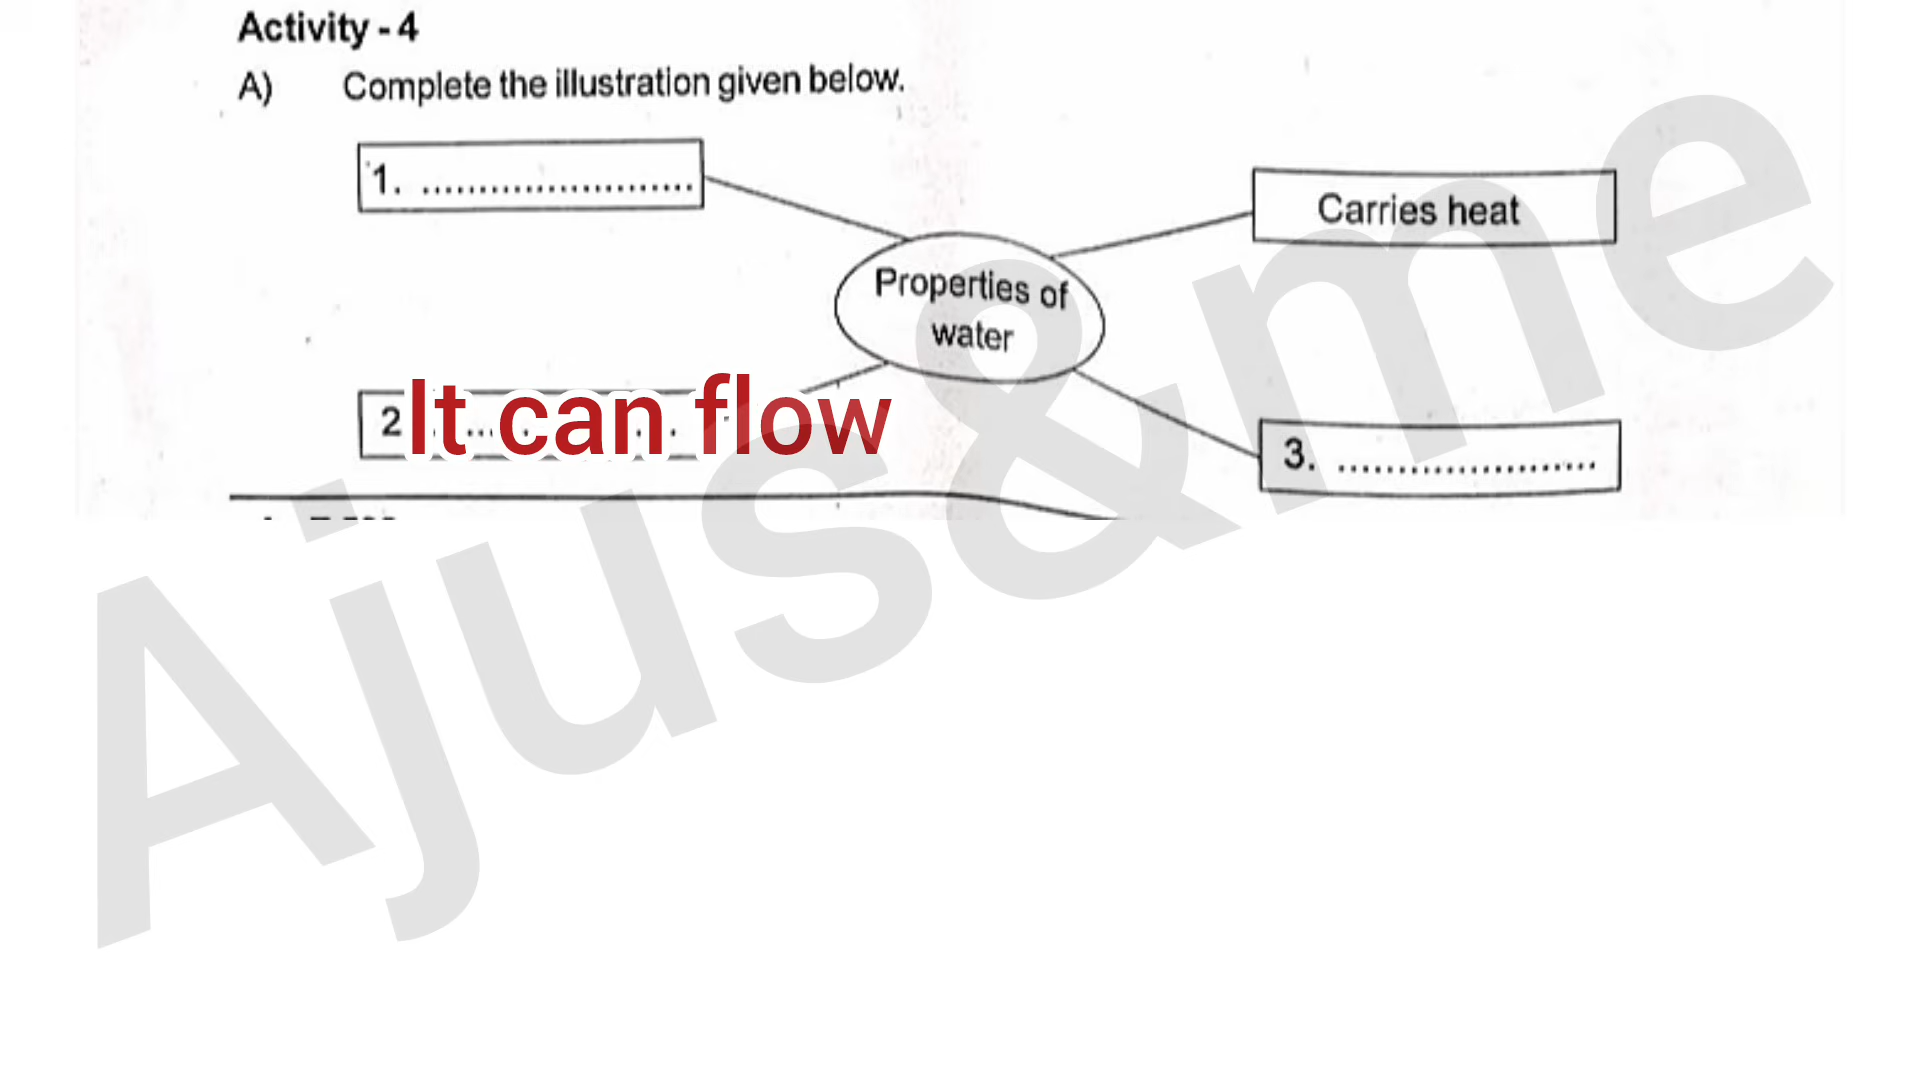 Activity - 4
A) Complete the illustration given below.
1. ........................
Carries heat
Properties of
water
2 It can flow
3. ......................
Ajus&me